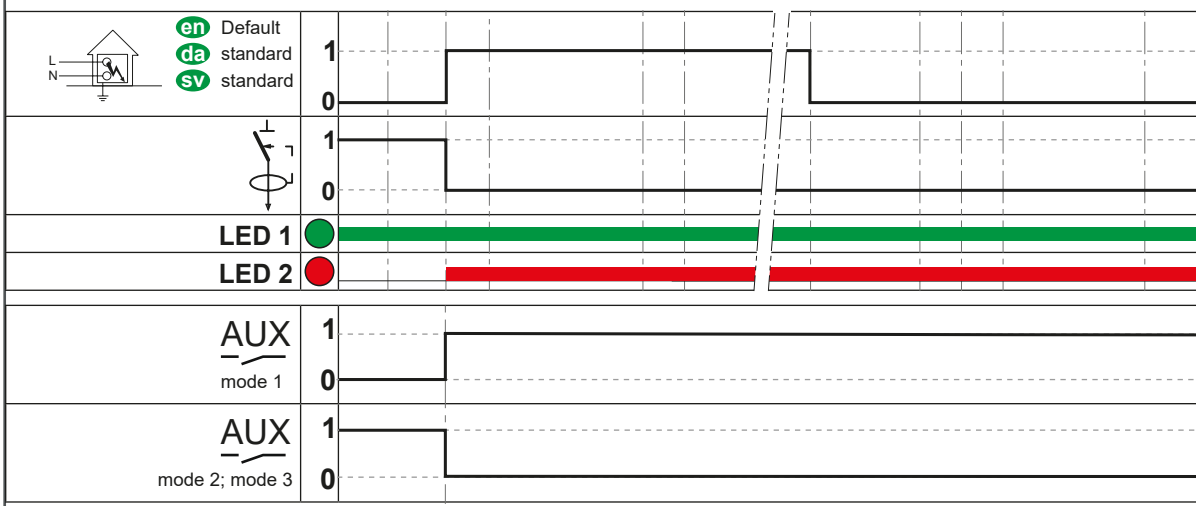 en Default
da standard
sv standard
L
N
1
0
1
0
LED 1
LED 2
AUX
mode 1
1
0
AUX
mode 2; mode 3
1
0